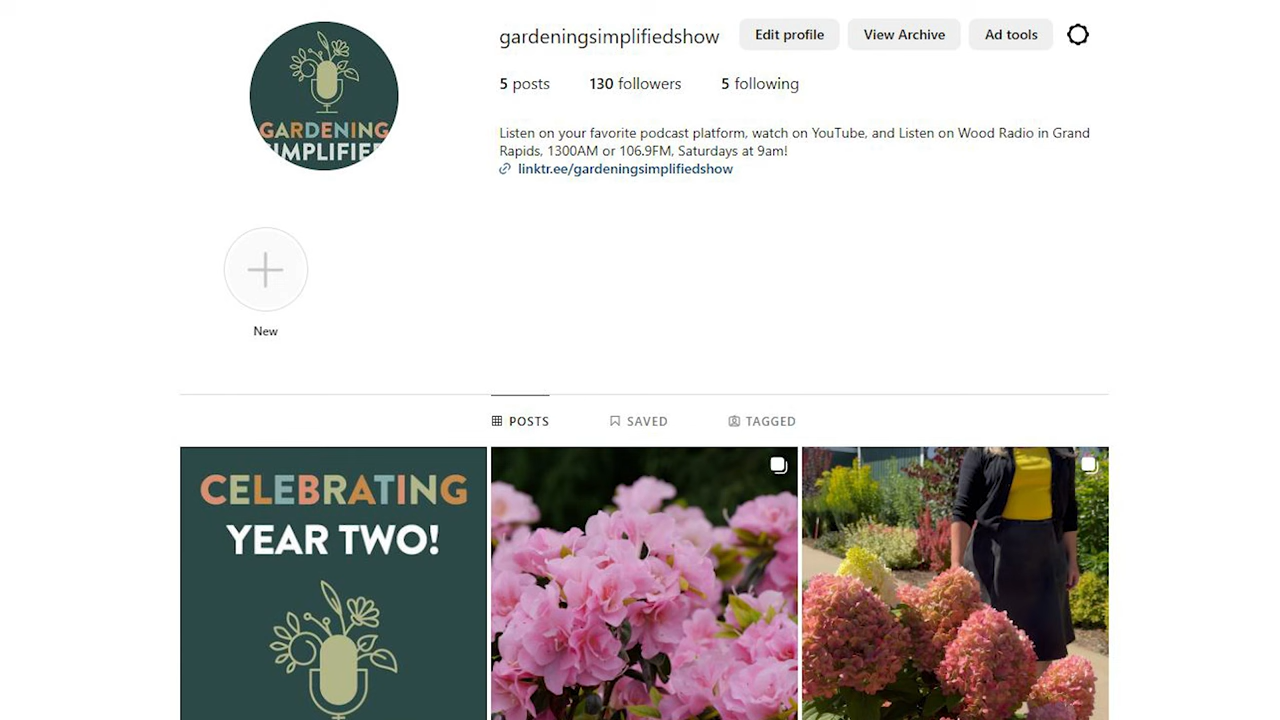 GARDENING
SIMPLIFIED
gardeningsimplifiedshow
Edit profile
View Archive
Ad tools
5 posts
130 followers
5 following
Listen on your favorite podcast platform, watch on YouTube, and Listen on Wood Radio in Grand
Rapids, 1300AM or 106.9FM, Saturdays at 9am!
linktr.ee/gardeningsimplifiedshow
New
POSTS
SAVED
TAGGED
CELEBRATING
YEAR TWO!